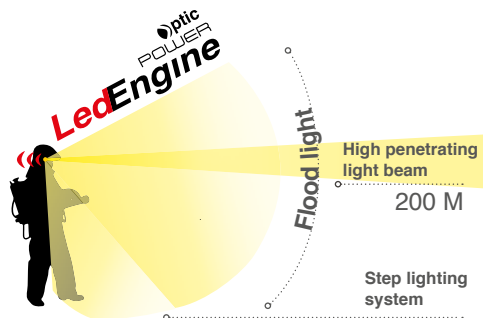 Optic
POWER
LedEngine
Flood light
High penetrating
light beam
200 M
Step lighting
system